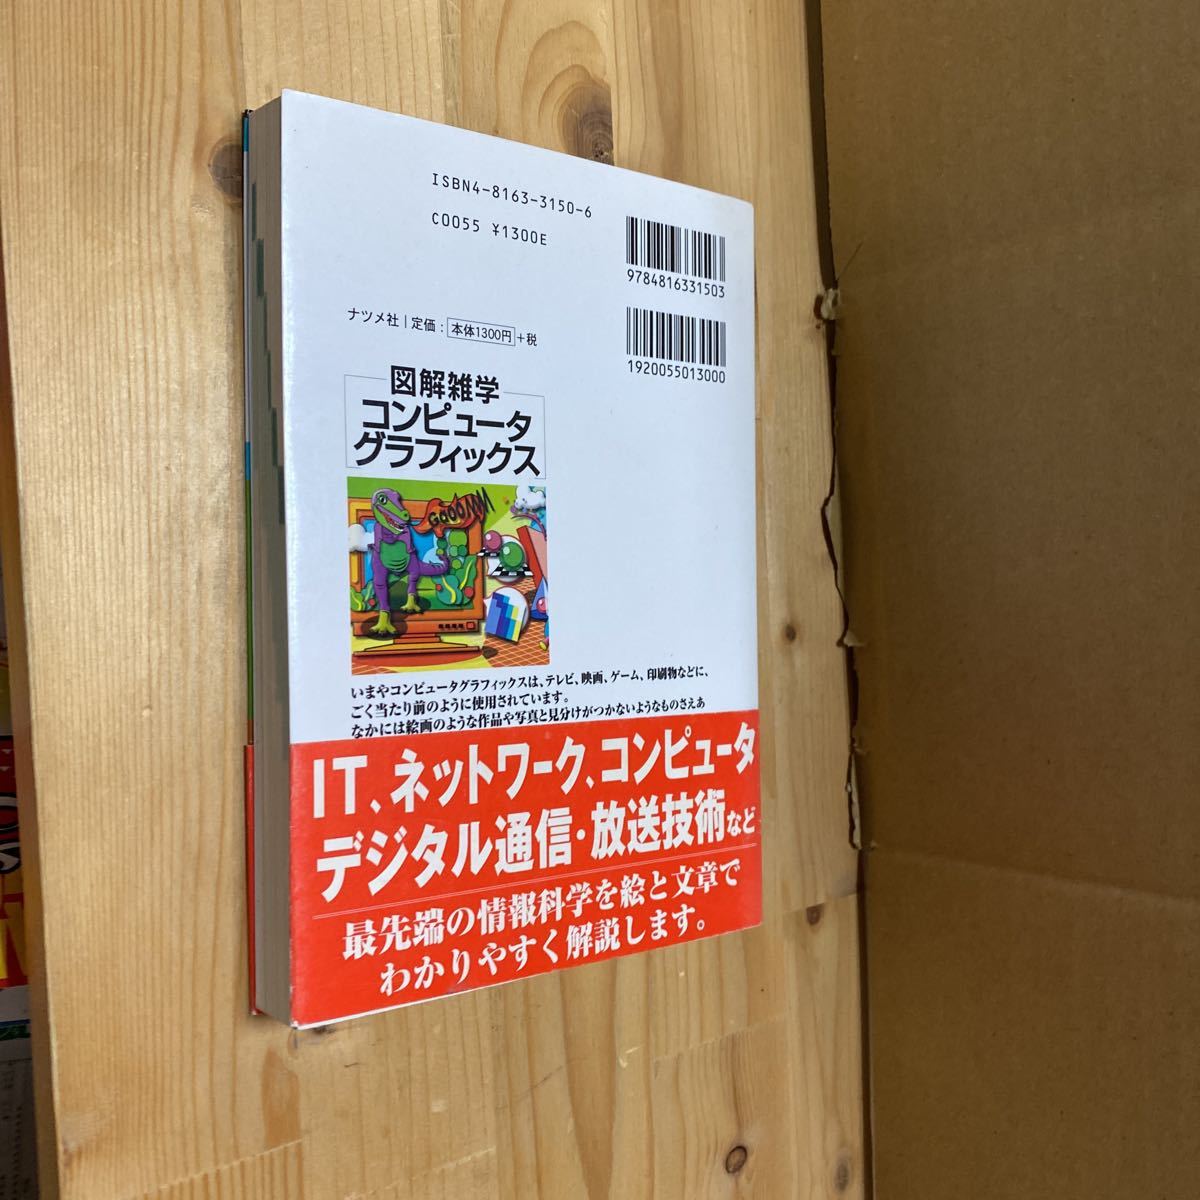 ISBN4-8163-3150-6
C0055 ¥1300E
9784816331503
1920055013000
ナツメ社 | 定価： 本体1300円 +税
図解雑学
コンピュータ
グラフィックス
GAOOMM
いまやコンピュータグラフィックスは、テレビ、映画、ゲーム、印刷物などに、
ごく当たり前のように使用されています。
なかには絵画のような作品や写真と見分けがつかないようなものさえあ
IT、ネットワーク、コンピュータ
デジタル通信・放送技術など
最先端の情報科学を絵と文章で
わかりやすく解説します。